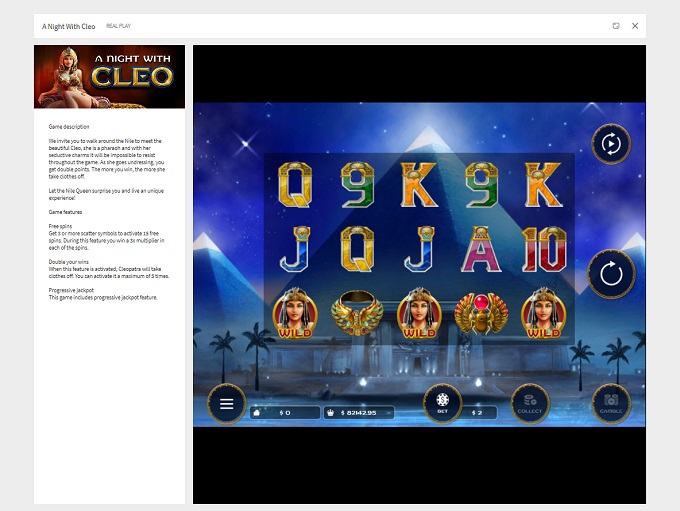 A Night With Cleo REAL PLAY
A NIGHT WITH
CLEO
Game description
We invite you to walk around the Nile to meet the
beautiful Cleo, she is a pharaoh and with her
seductive charms it will be impossible to resist
throughout the game. As she goes undressing, you
get double points. The more you win, the more she
take clothes off.
Let the Nile Queen surprise you and live an unique
experience!
Game features
Free spins
Get 3 or more scatter symbols to activate 15 free
spins. During this feature you win a 3x multiplier in
each of the spins.
Double your wins
When this feature is activated, Cleopatra will take
clothes off. You can activate it a maximum of 5 times.
Progressive jackpot
This game includes progressive jackpot feature.
Q 9 K 9 K
J Q J A 10
WILD WILD WILD
$ 0 $ 82142.95 BET $ 2 COLLECT GAMBLE